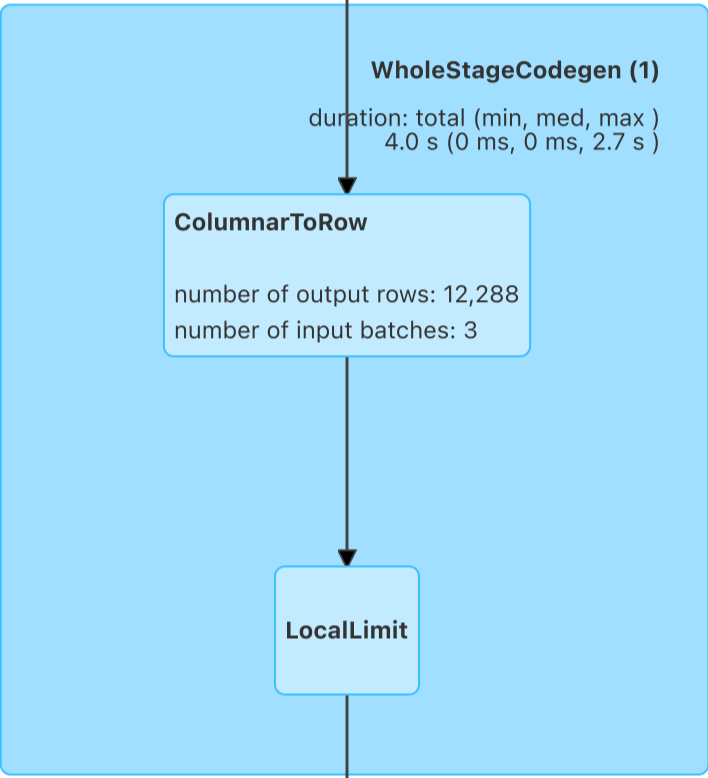 WholeStageCodegen (1)
duration: total (min, med, max )
4.0 s (0 ms, 0 ms, 2.7 s )
ColumnarToRow
number of output rows: 12,288
number of input batches: 3
LocalLimit